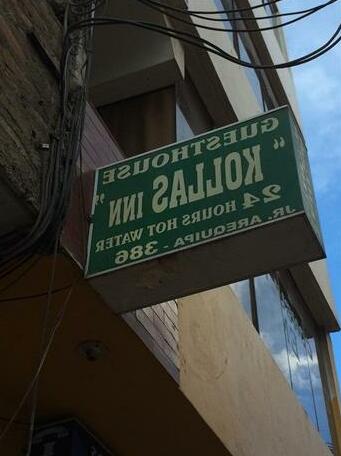 GUESTHOUSE
"KOLLAS INN"
24 HOURS HOT WATER
JR. AREQUIPA - 386